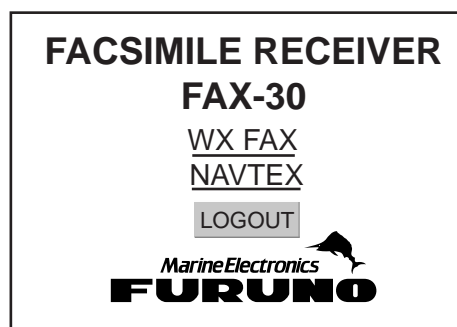 FACSIMILE RECEIVER
FAX-30
WX FAX
NAVTEX
LOGOUT
Marine Electronics
FURUNO